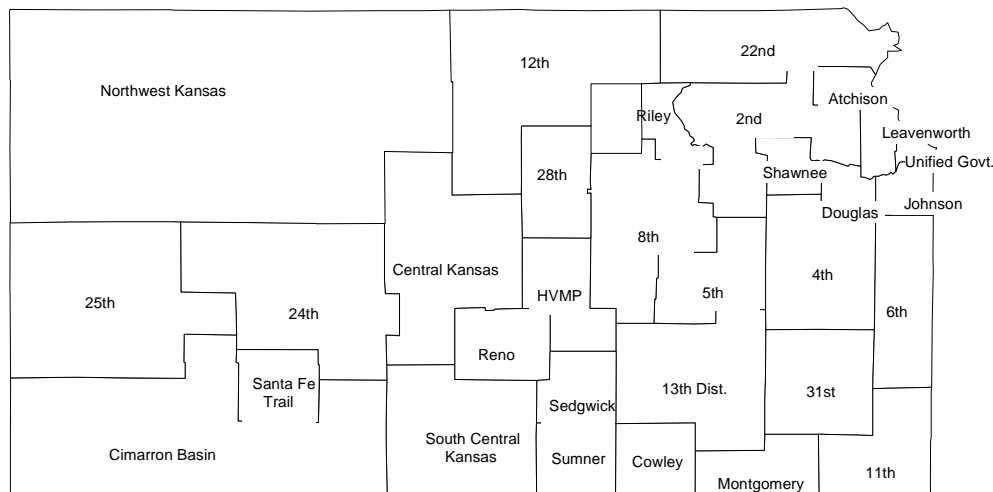 22nd
12th
Northwest Kansas
Atchison
Riley
2nd
Leavenworth
Unified Govt.
28th
Shawnee
Johnson
Douglas
8th
Central Kansas
4th
5th
HVMP
25th
24th
6th
Reno
Santa Fe
Trail
13th Dist.
31st
Sedgwick
South Central
Kansas
Cimarron Basin
Sumner
Cowley
11th
Montgomery